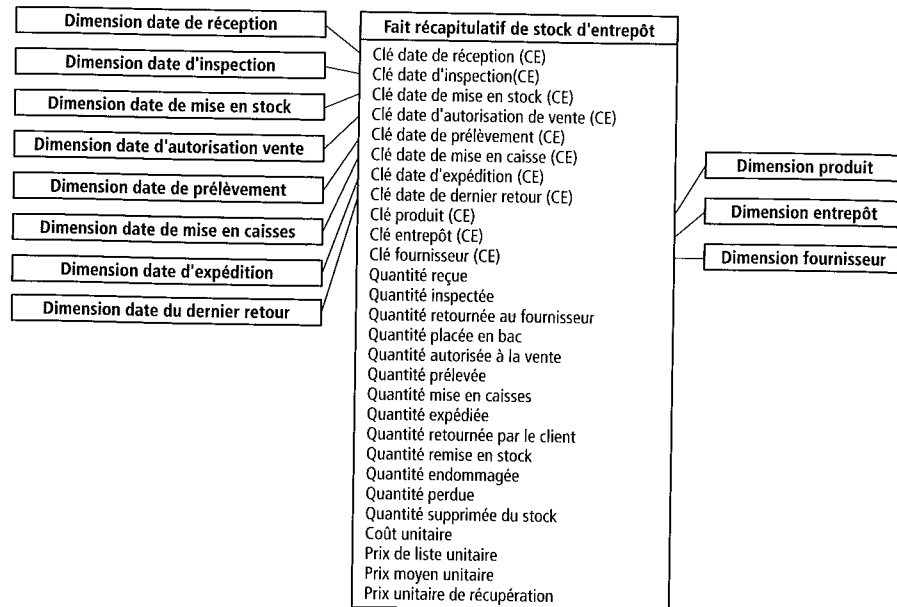 Dimension date de réception
Dimension date d'inspection
Dimension date de mise en stock
Dimension date d'autorisation vente
Dimension date de prélèvement
Dimension date de mise en caisses
Dimension date d'expédition
Dimension date du dernier retour
Fait récapitulatif de stock d'entrepôt
Clé date de réception (CE)
Clé date d'inspection(CE)
Clé date de mise en stock (CE)
Clé date d'autorisation de vente (CE)
Clé date de prélèvement (CE)
Clé date de mise en caisse (CE)
Clé date d'expédition (CE)
Clé date de dernier retour (CE)
Clé produit (CE)
Clé entrepôt (CE)
Clé fournisseur (CE)
Quantité reçue
Quantité inspectée
Quantité retournée au fournisseur
Quantité placée en bac
Quantité autorisée à la vente
Quantité prélevée
Quantité mise en caisses
Quantité expédiée
Quantité retournée par le client
Quantité remise en stock
Quantité endommagée
Quantité perdue
Quantité supprimée du stock
Coût unitaire
Prix de liste unitaire
Prix moyen unitaire
Prix unitaire de récupération
Dimension produit
Dimension entrepôt
Dimension fournisseur